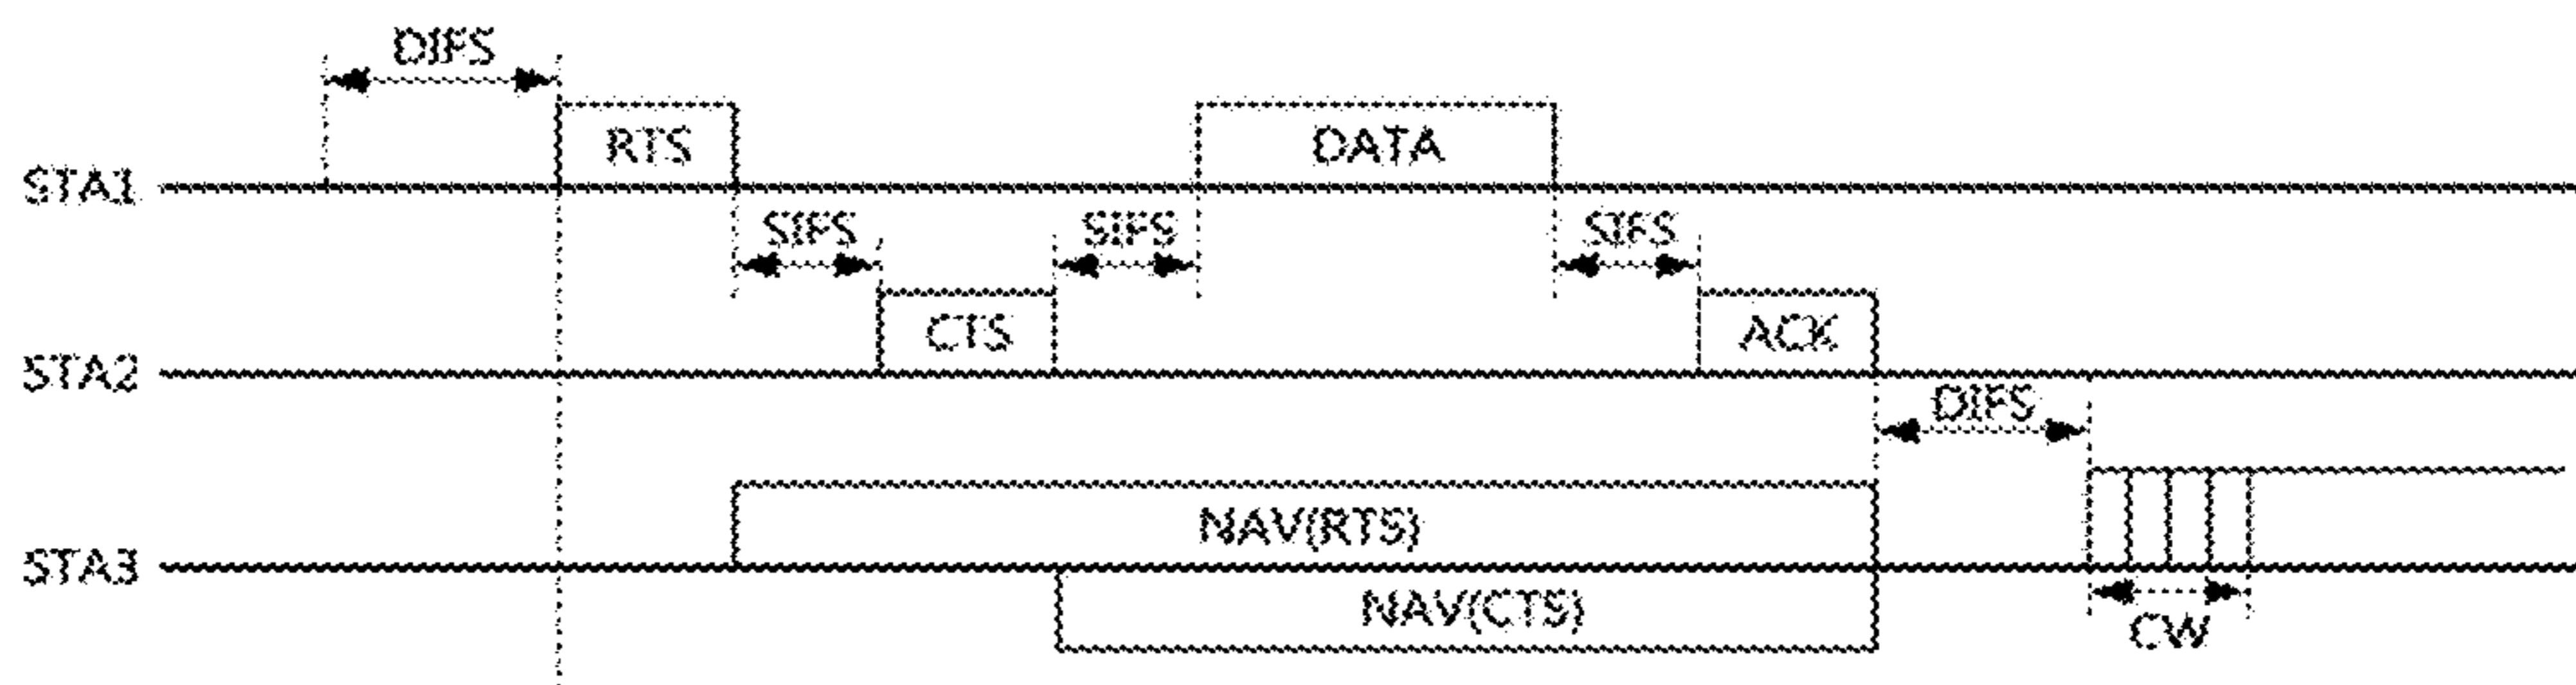 DIFS
RTS
DATA
STA1
SIFS
SIFS
SIFS
CTS
ACK
STA2
DIFS
NAV(RTS)
STA3
NAV(CTS)
CW